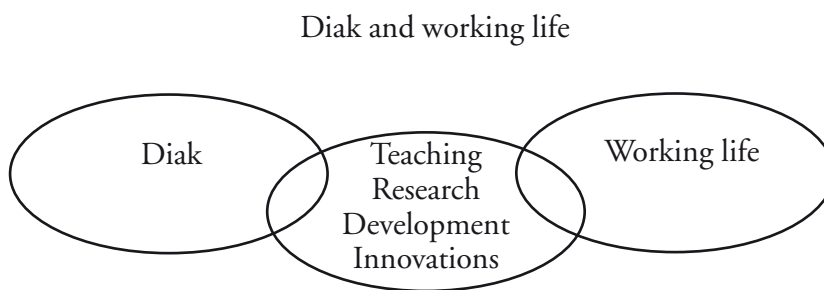 Diak and working life
Diak
Teaching
Research
Development
Innovations
Working life